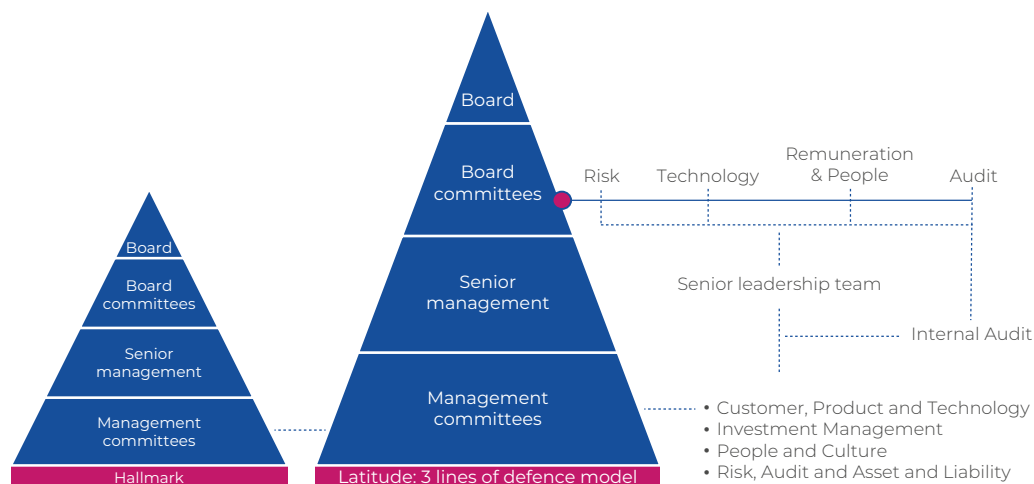 Board
Board
committees
Senior
management
Management
committees
Hallmark
Board
Board
committees
Senior
management
Management
committees
Latitude: 3 lines of defence model
Risk
Technology
Remuneration
& People
Audit
Senior leadership team
Internal Audit
• Customer, Product and Technology
• Investment Management
• People and Culture
• Risk, Audit and Asset and Liability